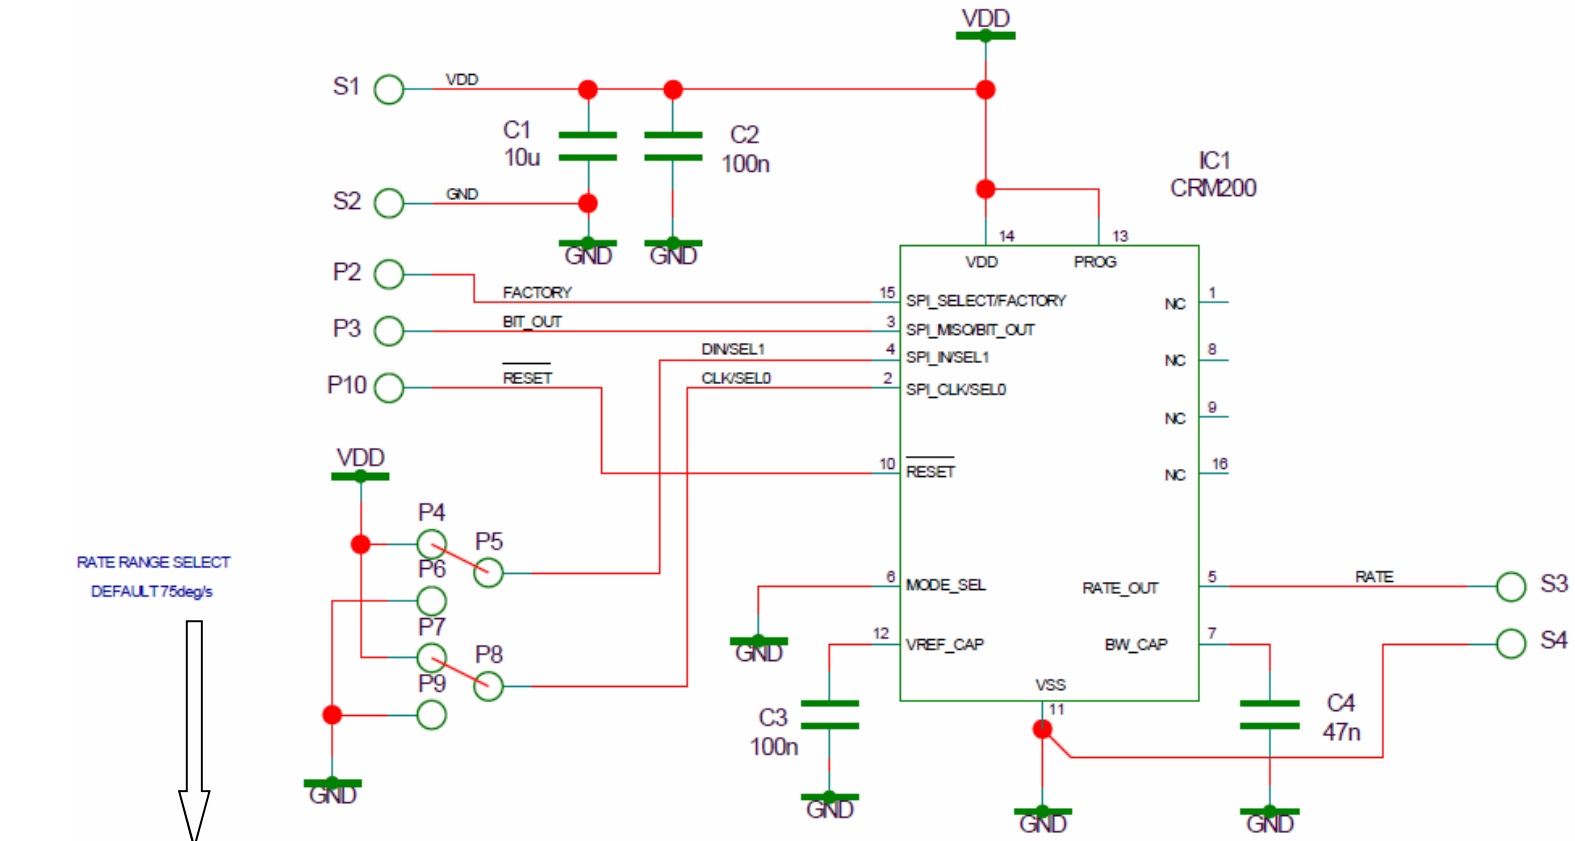 VDD
S1
VDD
C1
10u
C2
100n
IC1
CRM200
S2
GND
GND
GND
14
13
VDD
PROG
P2
FACTORY
15
SPI_SELECT/FACTORY
NC
1
P3
BIT_OUT
3
SPI_MISO/BIT_OUT
DIN/SEL1
4
SPI_IN/SEL1
NC
8
P10
RESET
CLK/SEL0
2
SPI_CLK/SEL0
NC
9
10
RESET
NC
16
VDD
P4
P5
RATE RANGE SELECT
DEFAULT75deg/s
P6
P7
P8
P9
GND
6
MODE_SEL
RATE_OUT
5
RATE
S3
GND
12
VREF_CAP
BW_CAP
7
S4
VSS
11
C3
100n
C4
47n
GND
GND
GND